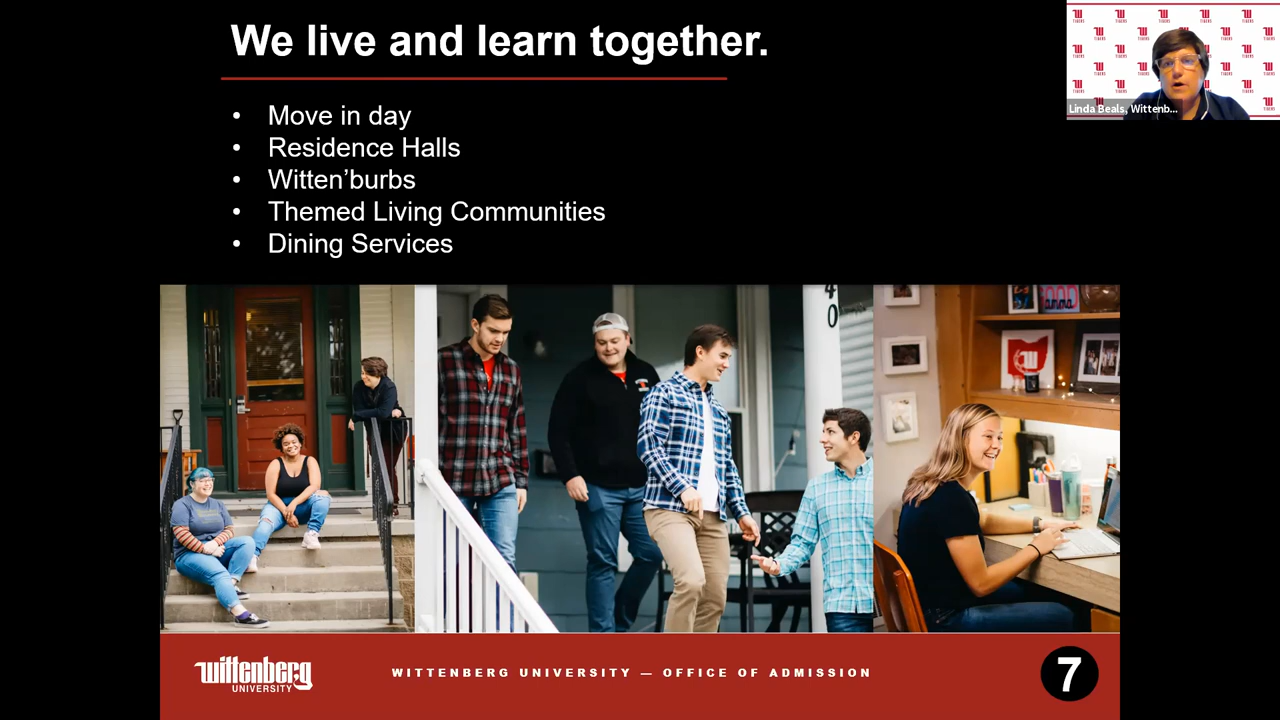 We live and learn together.
• Move in day
• Residence Halls
• Witten’burbs
• Themed Living Communities
• Dining Services
Linda Beals, Wittenb...
40
wittenberg
UNIVERSITY
WITTENBERG UNIVERSITY — OFFICE OF ADMISSION
7